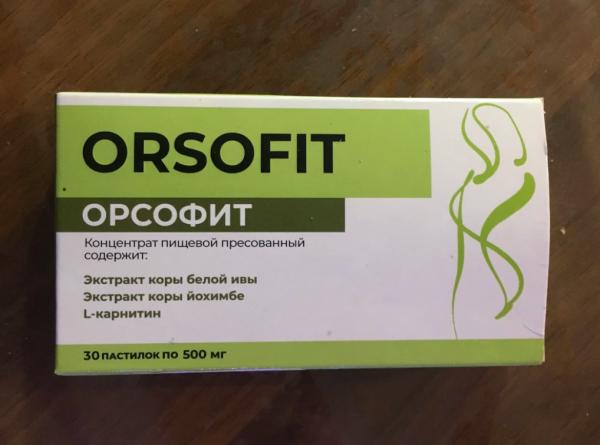 ORSOFIT
ОРСОФИТ
Концентрат пищевой пресованный
содержит:
Экстракт коры белой ивы
Экстракт коры йохимбе
L-карнитин
30 ПАСТИЛОК ПО 500 МГ